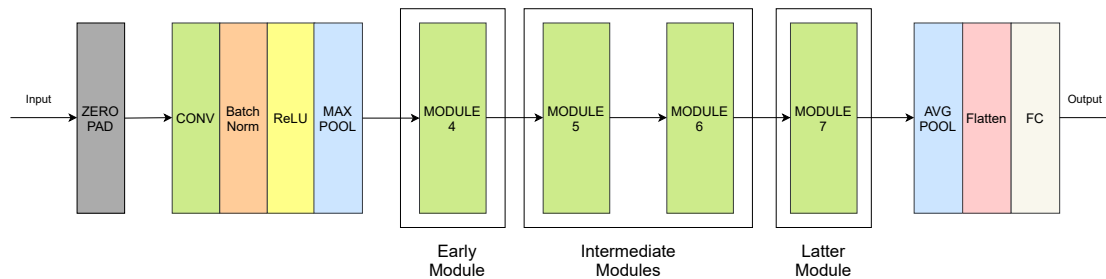 Input
ZERO
PAD
CONV
Batch
Norm
ReLU
MAX
POOL
MODULE
4
MODULE
5
MODULE
6
MODULE
7
AVG
POOL
Flatten
FC
Output
Early
Module
Intermediate
Modules
Latter
Module